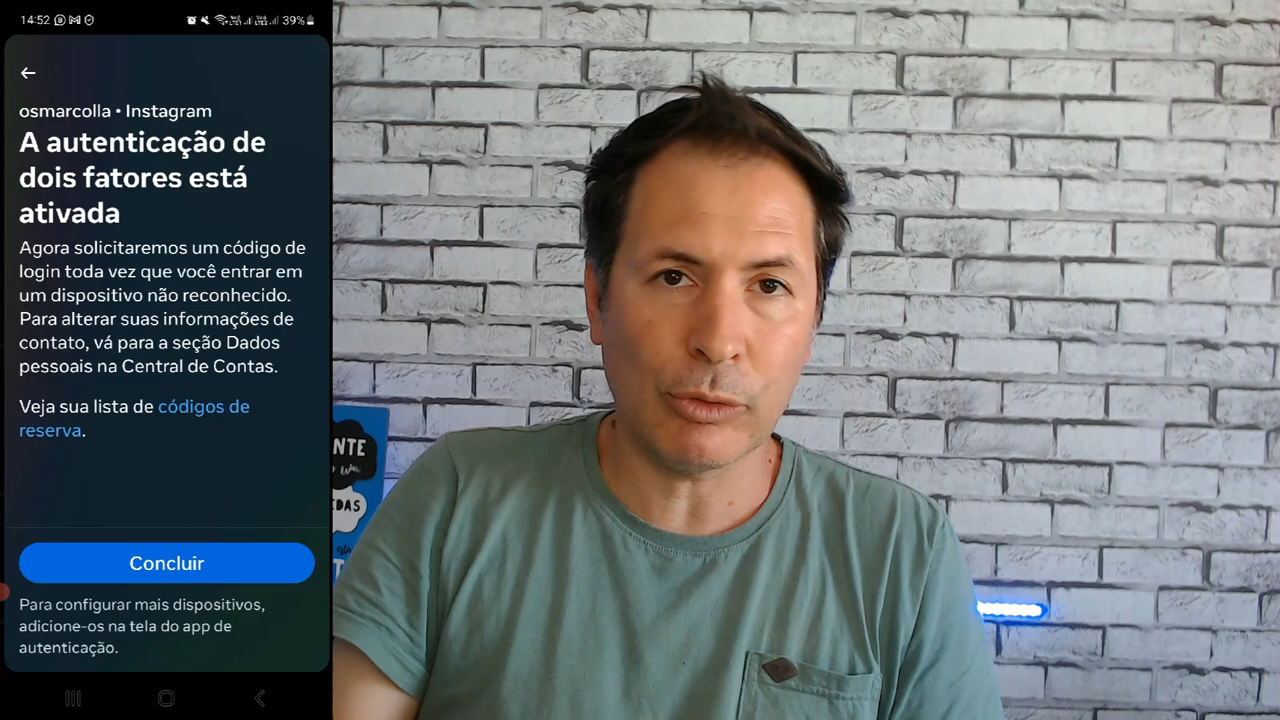 14:52
39%
osmarcolla • Instagram
A autenticação de
dois fatores está
ativada
Agora solicitaremos um código de
login toda vez que você entrar em
um dispositivo não reconhecido.
Para alterar suas informações de
contato, vá para a seção Dados
pessoais na Central de Contas.
Veja sua lista de códigos de
reserva.
Concluir
Para configurar mais dispositivos,
adicione-os na tela do app de
autenticação.
NTE
DAS